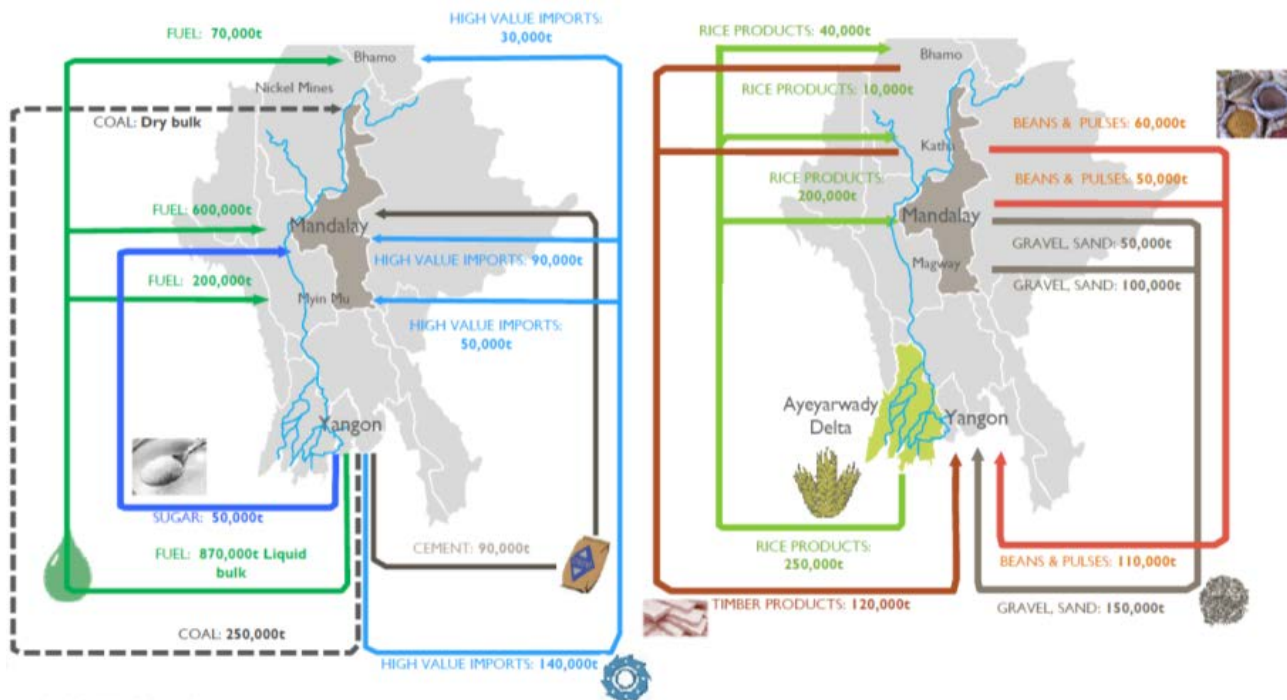 FUEL: 70,000t
HIGH VALUE IMPORTS:
30,000t
Bhamo
Nickel Mines
COAL: Dry bulk
FUEL: 600,000t
Mandalay
HIGH VALUE IMPORTS: 90,000t
FUEL: 200,000t
Myin Mu
HIGH VALUE IMPORTS:
50,000t
Yangon
SUGAR: 50,000t
FUEL: 870,000t Liquid
bulk
CEMENT: 90,000t
COAL: 250,000t
HIGH VALUE IMPORTS: 140,000t
RICE PRODUCTS: 40,000t
Bhamo
RICE PRODUCTS: 10,000t
BEANS & PULSES: 60,000t
Katha
RICE PRODUCTS:
200,000t
BEANS & PULSES: 50,000t
Mandalay
GRAVEL, SAND: 50,000t
Magway
GRAVEL, SAND: 100,000t
Ayeyarwady
Delta
Yangon
RICE PRODUCTS:
250,000t
BEANS & PULSES: 110,000t
TIMBER PRODUCTS: 120,000t
GRAVEL, SAND: 150,000t